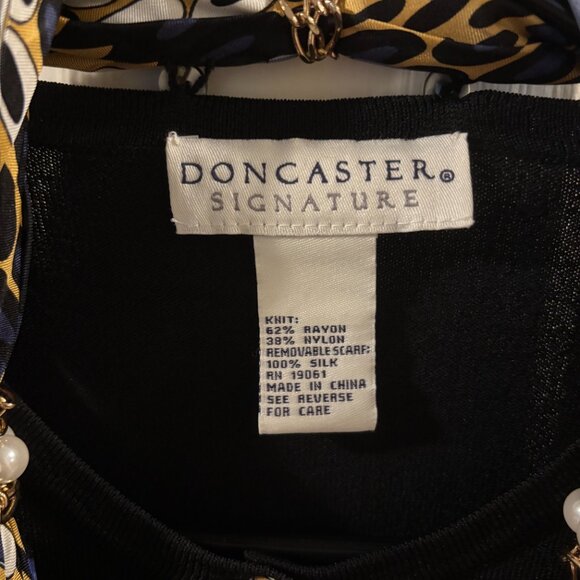 DONCASTER®
SIGNATURE
KNIT:
62% RAYON
38% NYLON
REMOVABLE SCARF:
100% SILK
RN 19061
MADE IN CHINA
SEE REVERSE
FOR CARE